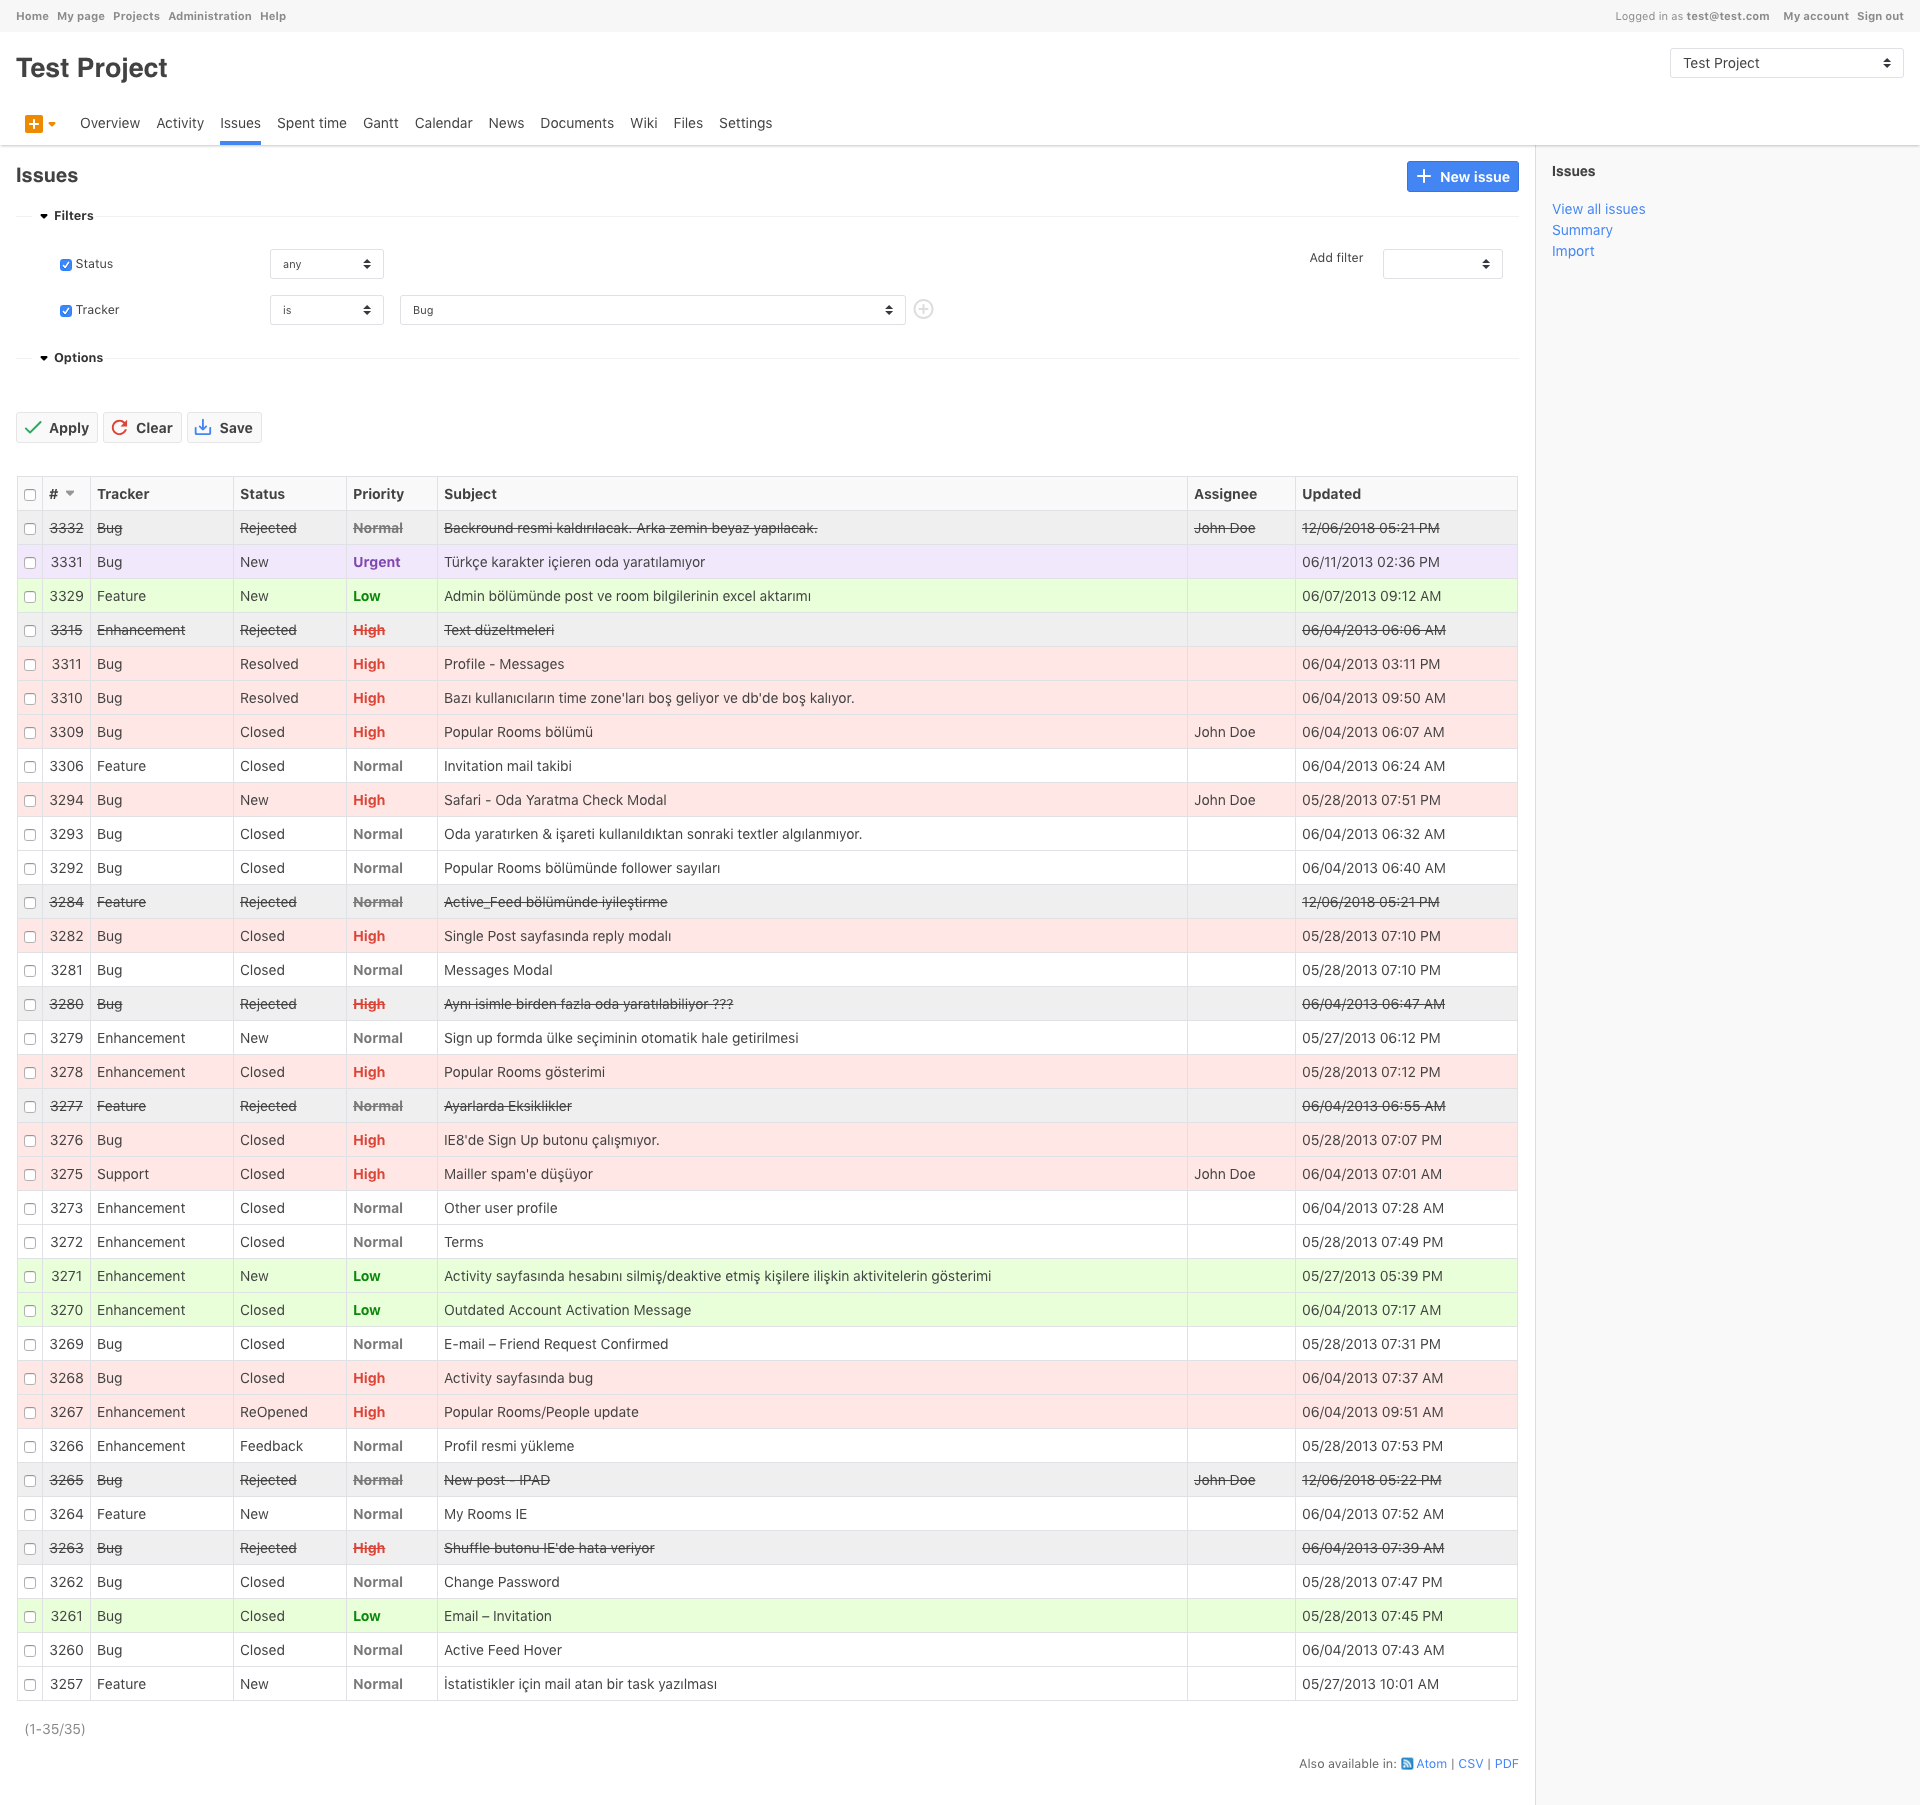 Home My page Projects Administration Help Logged in as test@test.com My account Sign out
Test Project
Test Project
Overview Activity Issues Spent time Gantt Calendar News Documents Wiki Files Settings
Issues
New issue
Filters
Status any Add filter
Tracker is Bug
Options
Apply Clear Save
# Tracker Status Priority Subject Assignee Updated
3332 Bug Rejected Normal Backround resmi kaldırılacak. Arka zemin beyaz yapılacak. John Doe 12/06/2018 05:21 PM
3331 Bug New Urgent Türkçe karakter içieren oda yaratılamıyor 06/11/2013 02:36 PM
3329 Feature New Low Admin bölümünde post ve room bilgilerinin excel aktarımı 06/07/2013 09:12 AM
3315 Enhancement Rejected High Text düzeltmeleri 06/04/2013 06:06 AM
3311 Bug Resolved High Profile - Messages 06/04/2013 03:11 PM
3310 Bug Resolved High Bazı kullanıcıların time zone'ları boş geliyor ve db'de boş kalıyor. 06/04/2013 09:50 AM
3309 Bug Closed High Popular Rooms bölümü John Doe 06/04/2013 06:07 AM
3306 Feature Closed Normal Invitation mail takibi 06/04/2013 06:24 AM
3294 Bug New High Safari - Oda Yaratma Check Modal John Doe 05/28/2013 07:51 PM
3293 Bug Closed Normal Oda yaratırken & işareti kullanıldıktan sonraki textler algılanmıyor. 06/04/2013 06:32 AM
3292 Bug Closed Normal Popular Rooms bölümünde follower sayıları 06/04/2013 06:40 AM
3284 Feature Rejected Normal Active_Feed bölümünde iyileştirme 12/06/2018 05:21 PM
3282 Bug Closed High Single Post sayfasında reply modalı 05/28/2013 07:10 PM
3281 Bug Closed Normal Messages Modal 05/28/2013 07:10 PM
3280 Bug Rejected High Aynı isimle birden fazla oda yaratılabiliyor ??? 06/04/2013 06:47 AM
3279 Enhancement New Normal Sign up formda ülke seçiminin otomatik hale getirilmesi 05/27/2013 06:12 PM
3278 Enhancement Closed High Popular Rooms gösterimi 05/28/2013 07:12 PM
3277 Feature Rejected Normal Ayarlarda Eksiklikler 06/04/2013 06:55 AM
3276 Bug Closed High IE8'de Sign Up butonu çalışmıyor. 05/28/2013 07:07 PM
3275 Support Closed High Mailler spam'e düşüyor John Doe 06/04/2013 07:01 AM
3273 Enhancement Closed Normal Other user profile 06/04/2013 07:28 AM
3272 Enhancement Closed Normal Terms 05/28/2013 07:49 PM
3271 Enhancement New Low Activity sayfasında hesabını silmiş/deaktive etmiş kişilere ilişkin aktivitelerin gösterimi 05/27/2013 05:39 PM
3270 Enhancement Closed Low Outdated Account Activation Message 06/04/2013 07:17 AM
3269 Bug Closed Normal E-mail – Friend Request Confirmed 05/28/2013 07:31 PM
3268 Bug Closed High Activity sayfasında bug 06/04/2013 07:37 AM
3267 Enhancement ReOpened High Popular Rooms/People update 06/04/2013 09:51 AM
3266 Enhancement Feedback Normal Profil resmi yükleme 05/28/2013 07:53 PM
3265 Bug Rejected Normal New post - IPAD John Doe 12/06/2018 05:22 PM
3264 Feature New Normal My Rooms IE 06/04/2013 07:52 AM
3263 Bug Rejected High Shuffle butonu IE'de hata veriyor 06/04/2013 07:39 AM
3262 Bug Closed Normal Change Password 05/28/2013 07:47 PM
3261 Bug Closed Low Email – Invitation 05/28/2013 07:45 PM
3260 Bug Closed Normal Active Feed Hover 06/04/2013 07:43 AM
3257 Feature New Normal İstatistikler için mail atan bir task yazılması 05/27/2013 10:01 AM
(1-35/35)
Also available in: Atom | CSV | PDF
Issues
View all issues
Summary
Import